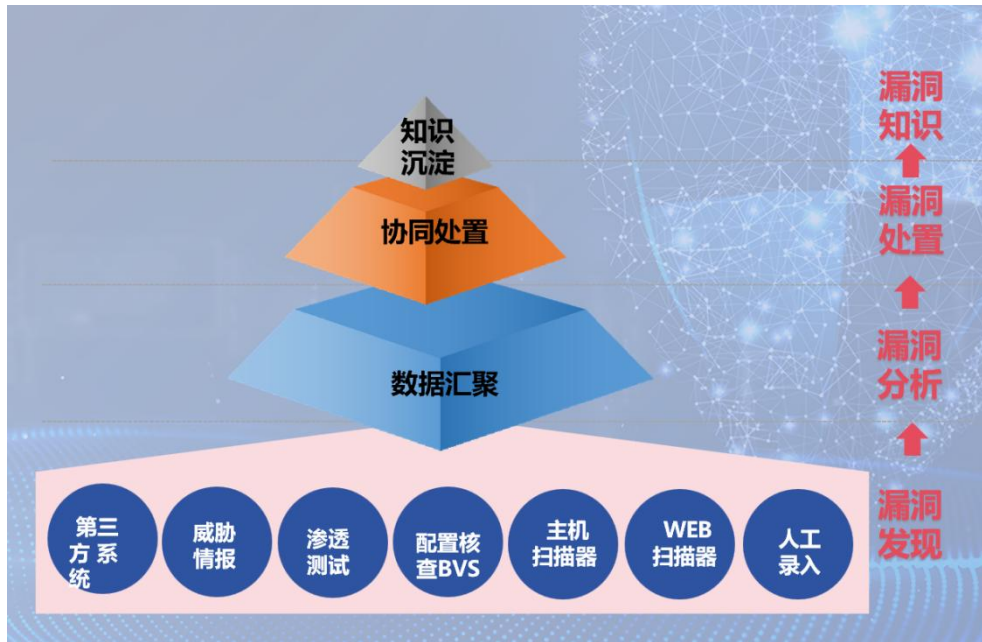 知识
沉淀
协同处置
数据汇聚
第三
方系
统
威胁
情报
渗透
测试
配置核
查BVS
主机
扫描器
WEB
扫描器
人工
录入
漏洞
知识
漏洞
处置
漏洞
分析
漏洞
发现